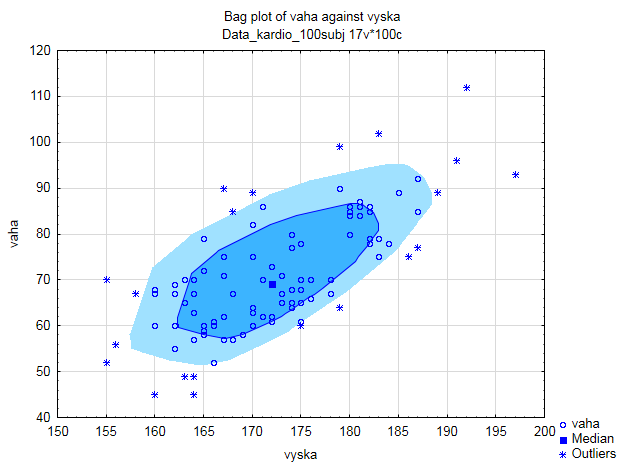 Bag plot of vaha against vyska
Data_kardio_100subj 17v*100c
120
110
100
90
80
70
60
50
40
vaha
150 155 160 165 170 175 180 185 190 195 200
vyska
vaha
Median
Outliers